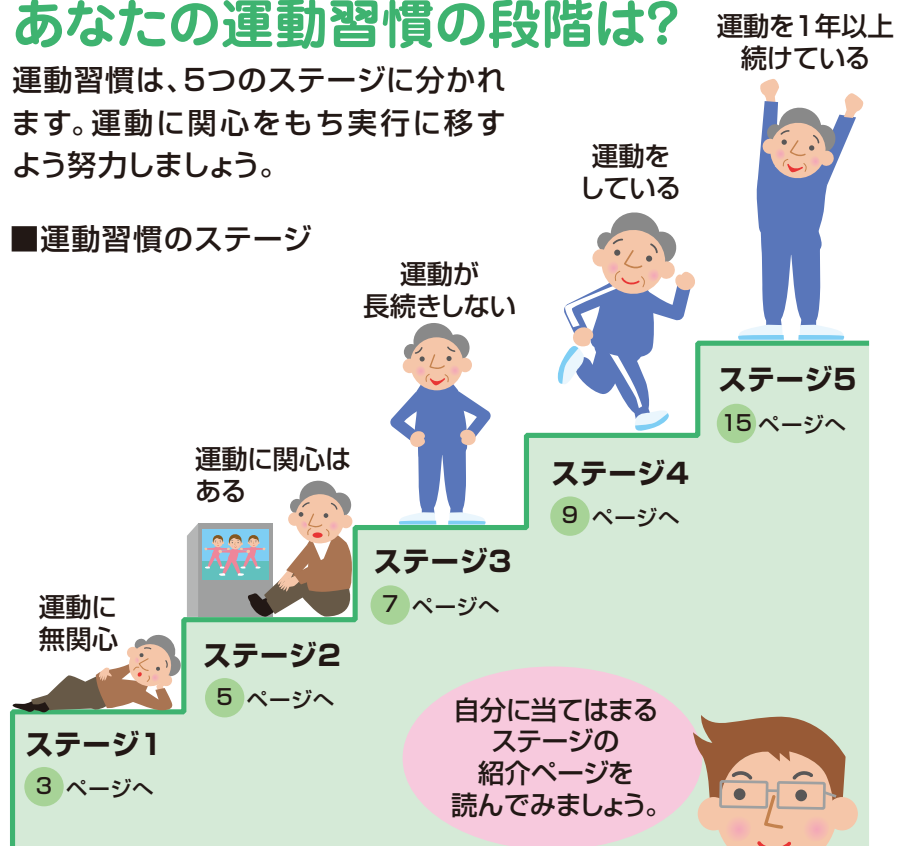 あなたの運動習慣の段階は?
運動習慣は、5つのステージに分かれ
ます。運動に関心をもち実行に移す
よう努力しましょう。
■運動習慣のステージ
運動に
無関心
ステージ1
3 ページへ
運動に関心は
ある
ステージ2
5 ページへ
運動が
長続きしない
ステージ3
7 ページへ
運動を
している
ステージ4
9 ページへ
運動を1年以上
続けている
ステージ5
15 ページへ
自分に当てはまる
ステージの
紹介ページを
読んでみましょう。